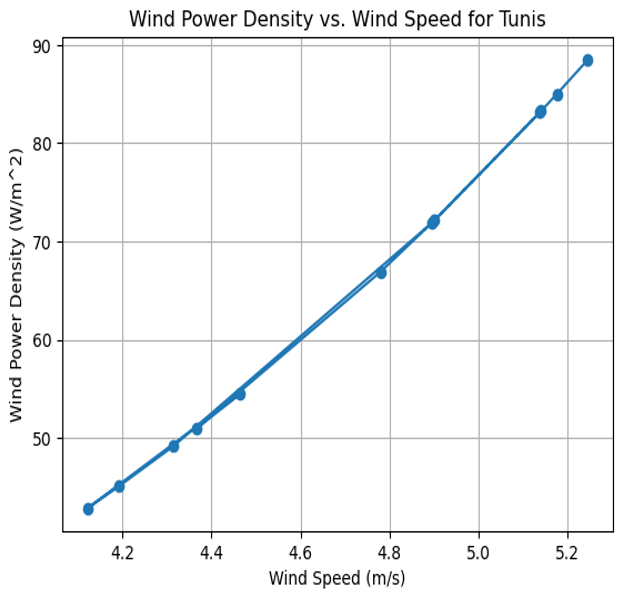 Wind Power Density vs. Wind Speed for Tunis
90
80
70
60
50
Wind Power Density (W/m^2)
4.2 4.4 4.6 4.8 5.0 5.2
Wind Speed (m/s)